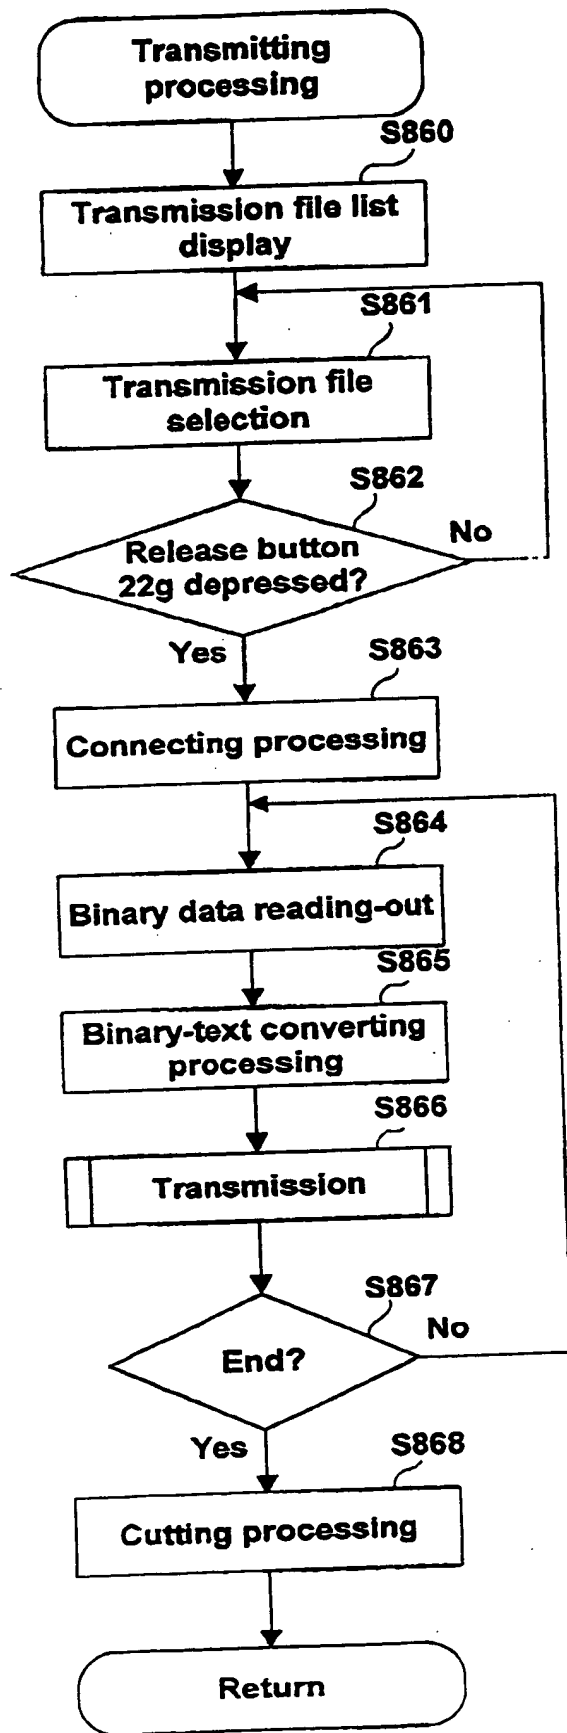 Transmitting
processing
S860
Transmission file list
display
S861
Transmission file
selection
S862
Release button
22g depressed?
No
Yes
S863
Connecting processing
S864
Binary data reading-out
S865
Binary-text converting
processing
S866
Transmission
S867
End?
No
Yes
S868
Cutting processing
Return